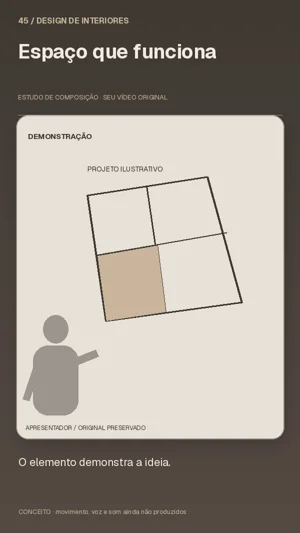 45 / DESIGN DE INTERIORES
Espaço que funciona
ESTUDO DE COMPOSIÇÃO · SEU VÍDEO ORIGINAL
DEMONSTRAÇÃO
PROJETO ILUSTRATIVO
APRESENTADOR / ORIGINAL PRESERVADO
O elemento demonstra a ideia.
CONCEITO · movimento, voz e som ainda não produzidos